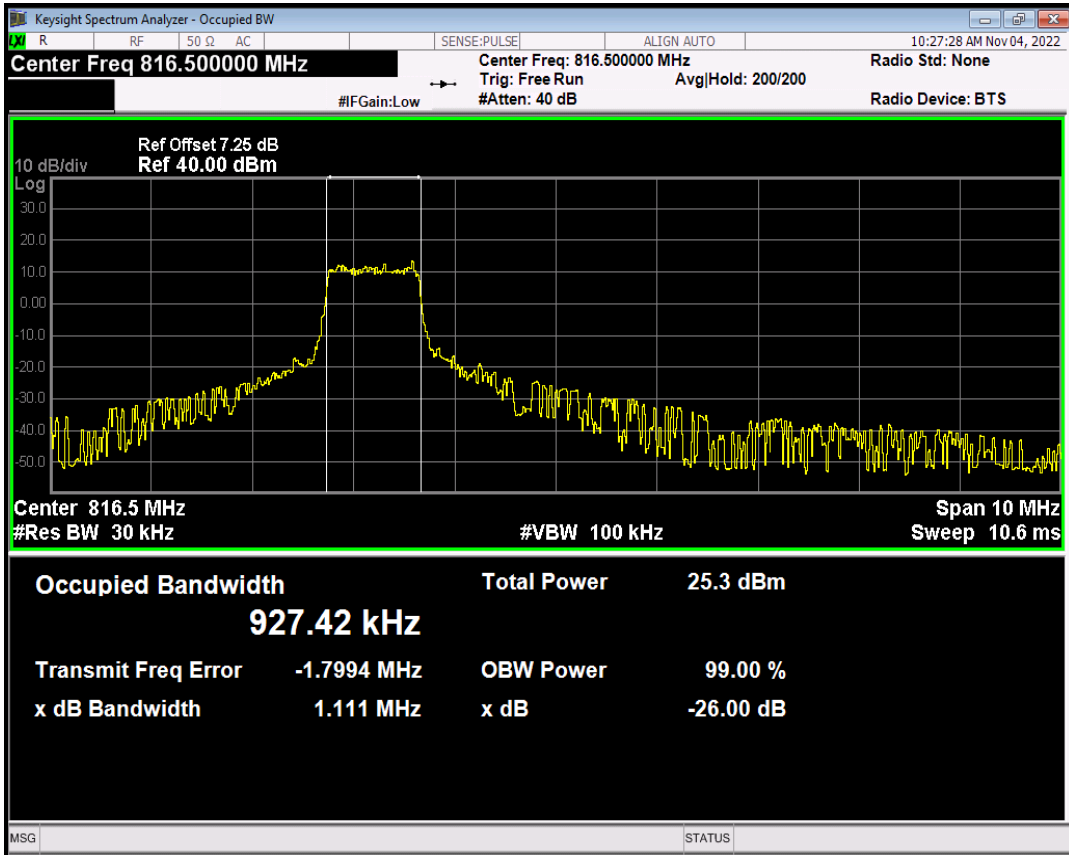 Keysight Spectrum Analyzer - Occupied BW
LXI R RF 50 Ω AC SENSE:PULSE ALIGN AUTO 10:27:28 AM Nov 04, 2022
Center Freq 816.500000 MHz Center Freq: 816.500000 MHz Radio Std: None
Trig: Free Run Avg|Hold: 200/200
#IFGain:Low #Atten: 40 dB Radio Device: BTS
Ref Offset 7.25 dB
10 dB/div Ref 40.00 dBm
Log
30.0
20.0
10.0
0.00
-10.0
-20.0
-30.0
-40.0
-50.0
Center 816.5 MHz Span 10 MHz
#Res BW 30 kHz #VBW 100 kHz Sweep 10.6 ms
Occupied Bandwidth Total Power 25.3 dBm
927.42 kHz
Transmit Freq Error -1.7994 MHz OBW Power 99.00 %
x dB Bandwidth 1.111 MHz x dB -26.00 dB
MSG STATUS